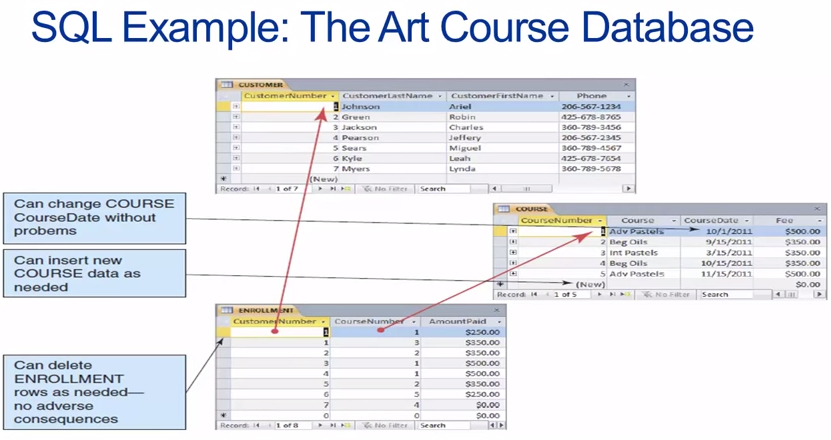 SQL Example: The Art Course Database
CUSTOMER
CustomerNumber CustomerLastName CustomerFirstName Phone
1 Johnson Ariel 206-567-1234
2 Green Robin 425-678-8765
3 Jackson Charles 360-789-3456
4 Pearson Jeffery 206-567-2345
5 Sears Miguel 360-789-4567
6 Kyle Leah 425-678-7654
7 Myers Lynda 360-789-5678
(New)
Record: 1 of 7 No Filter Search
Can change COURSE
CourseDate without
probems
Can insert new
COURSE data as
needed
COURSE
CourseNumber Course CourseDate Fee
1 Adv Pastels 10/1/2011 $500.00
2 Beg Oils 9/15/2011 $350.00
3 Int Pastels 3/15/2011 $350.00
4 Beg Oils 10/15/2011 $350.00
5 Adv Pastels 11/15/2011 $500.00
(New) $0.00
Record: 1 of 5 No Filter Search
ENROLLMENT
CustomerNumber CourseNumber AmountPaid
1 1 $250.00
1 3 $350.00
2 2 $350.00
3 1 $500.00
4 1 $500.00
5 2 $350.00
6 5 $250.00
7 4 $0.00
0 0 $0.00
Record: 1 of 8 No Filter Search
Can delete
ENROLLMENT
rows as needed—
no adverse
consequences